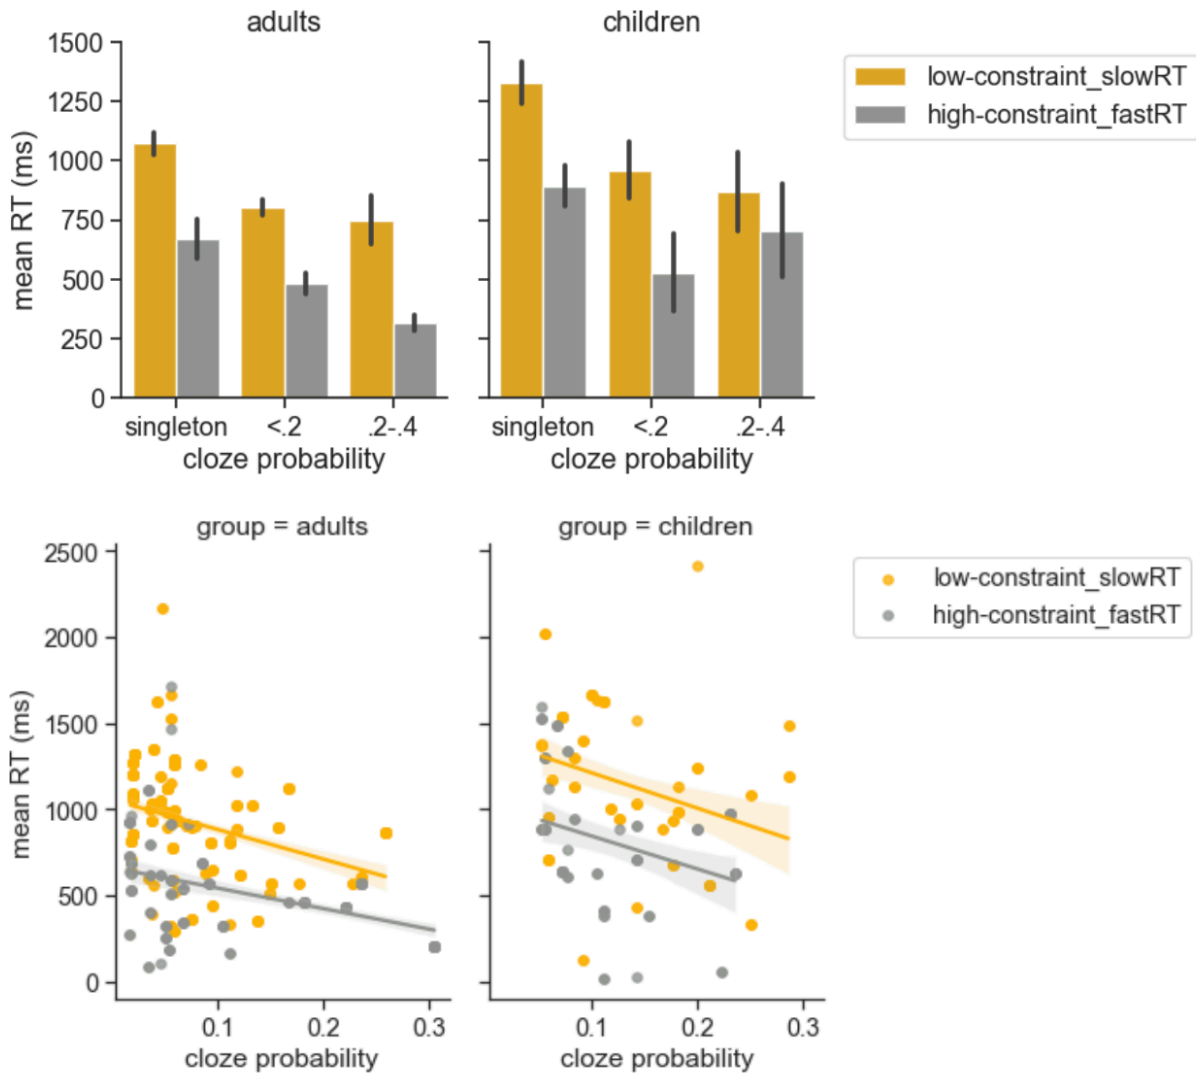 adults
children
1500
1250
1000
750
500
250
0
mean RT (ms)
low-constraint_slowRT
high-constraint_fastRT
singleton <.2 .2-.4
cloze probability
singleton <.2 .2-.4
cloze probability
group = adults
group = children
2500
2000
1500
1000
500
0
mean RT (ms)
low-constraint_slowRT
high-constraint_fastRT
0.1 0.2 0.3
cloze probability
0.1 0.2 0.3
cloze probability